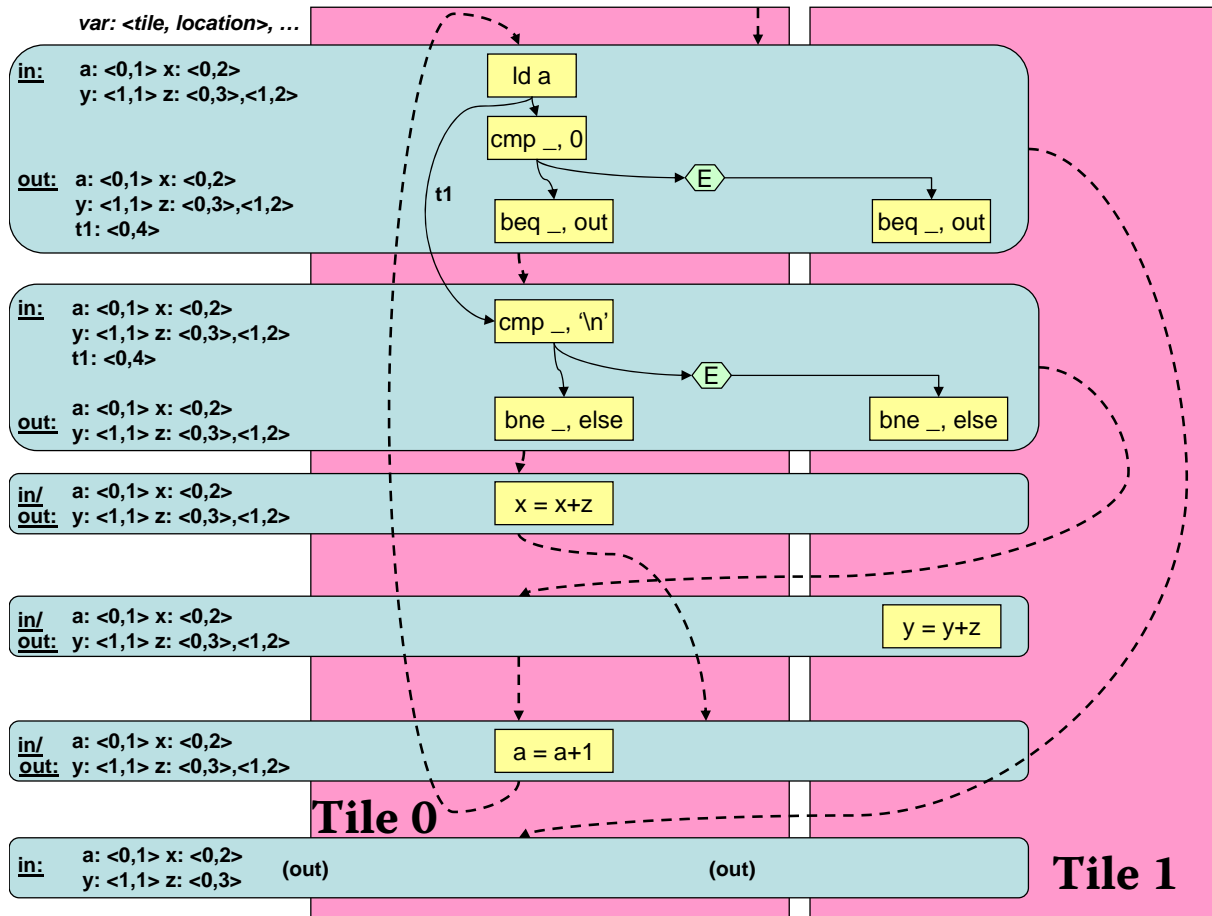 var: <tile, location>, …
in:
a: <0,1> x: <0,2>
y: <1,1> z: <0,3>,<1,2>
ld a
cmp _, 0
E
t1
out:
a: <0,1> x: <0,2>
y: <1,1> z: <0,3>,<1,2>
t1: <0,4>
beq _, out
beq _, out
in:
a: <0,1> x: <0,2>
y: <1,1> z: <0,3>,<1,2>
t1: <0,4>
cmp _, ‘\n’
E
out:
a: <0,1> x: <0,2>
y: <1,1> z: <0,3>,<1,2>
bne _, else
bne _, else
in/
out:
a: <0,1> x: <0,2>
y: <1,1> z: <0,3>,<1,2>
x = x+z
in/
out:
a: <0,1> x: <0,2>
y: <1,1> z: <0,3>,<1,2>
y = y+z
in/
out:
a: <0,1> x: <0,2>
y: <1,1> z: <0,3>,<1,2>
a = a+1
Tile 0
in:
a: <0,1> x: <0,2>
y: <1,1> z: <0,3>
(out)
(out)
Tile 1